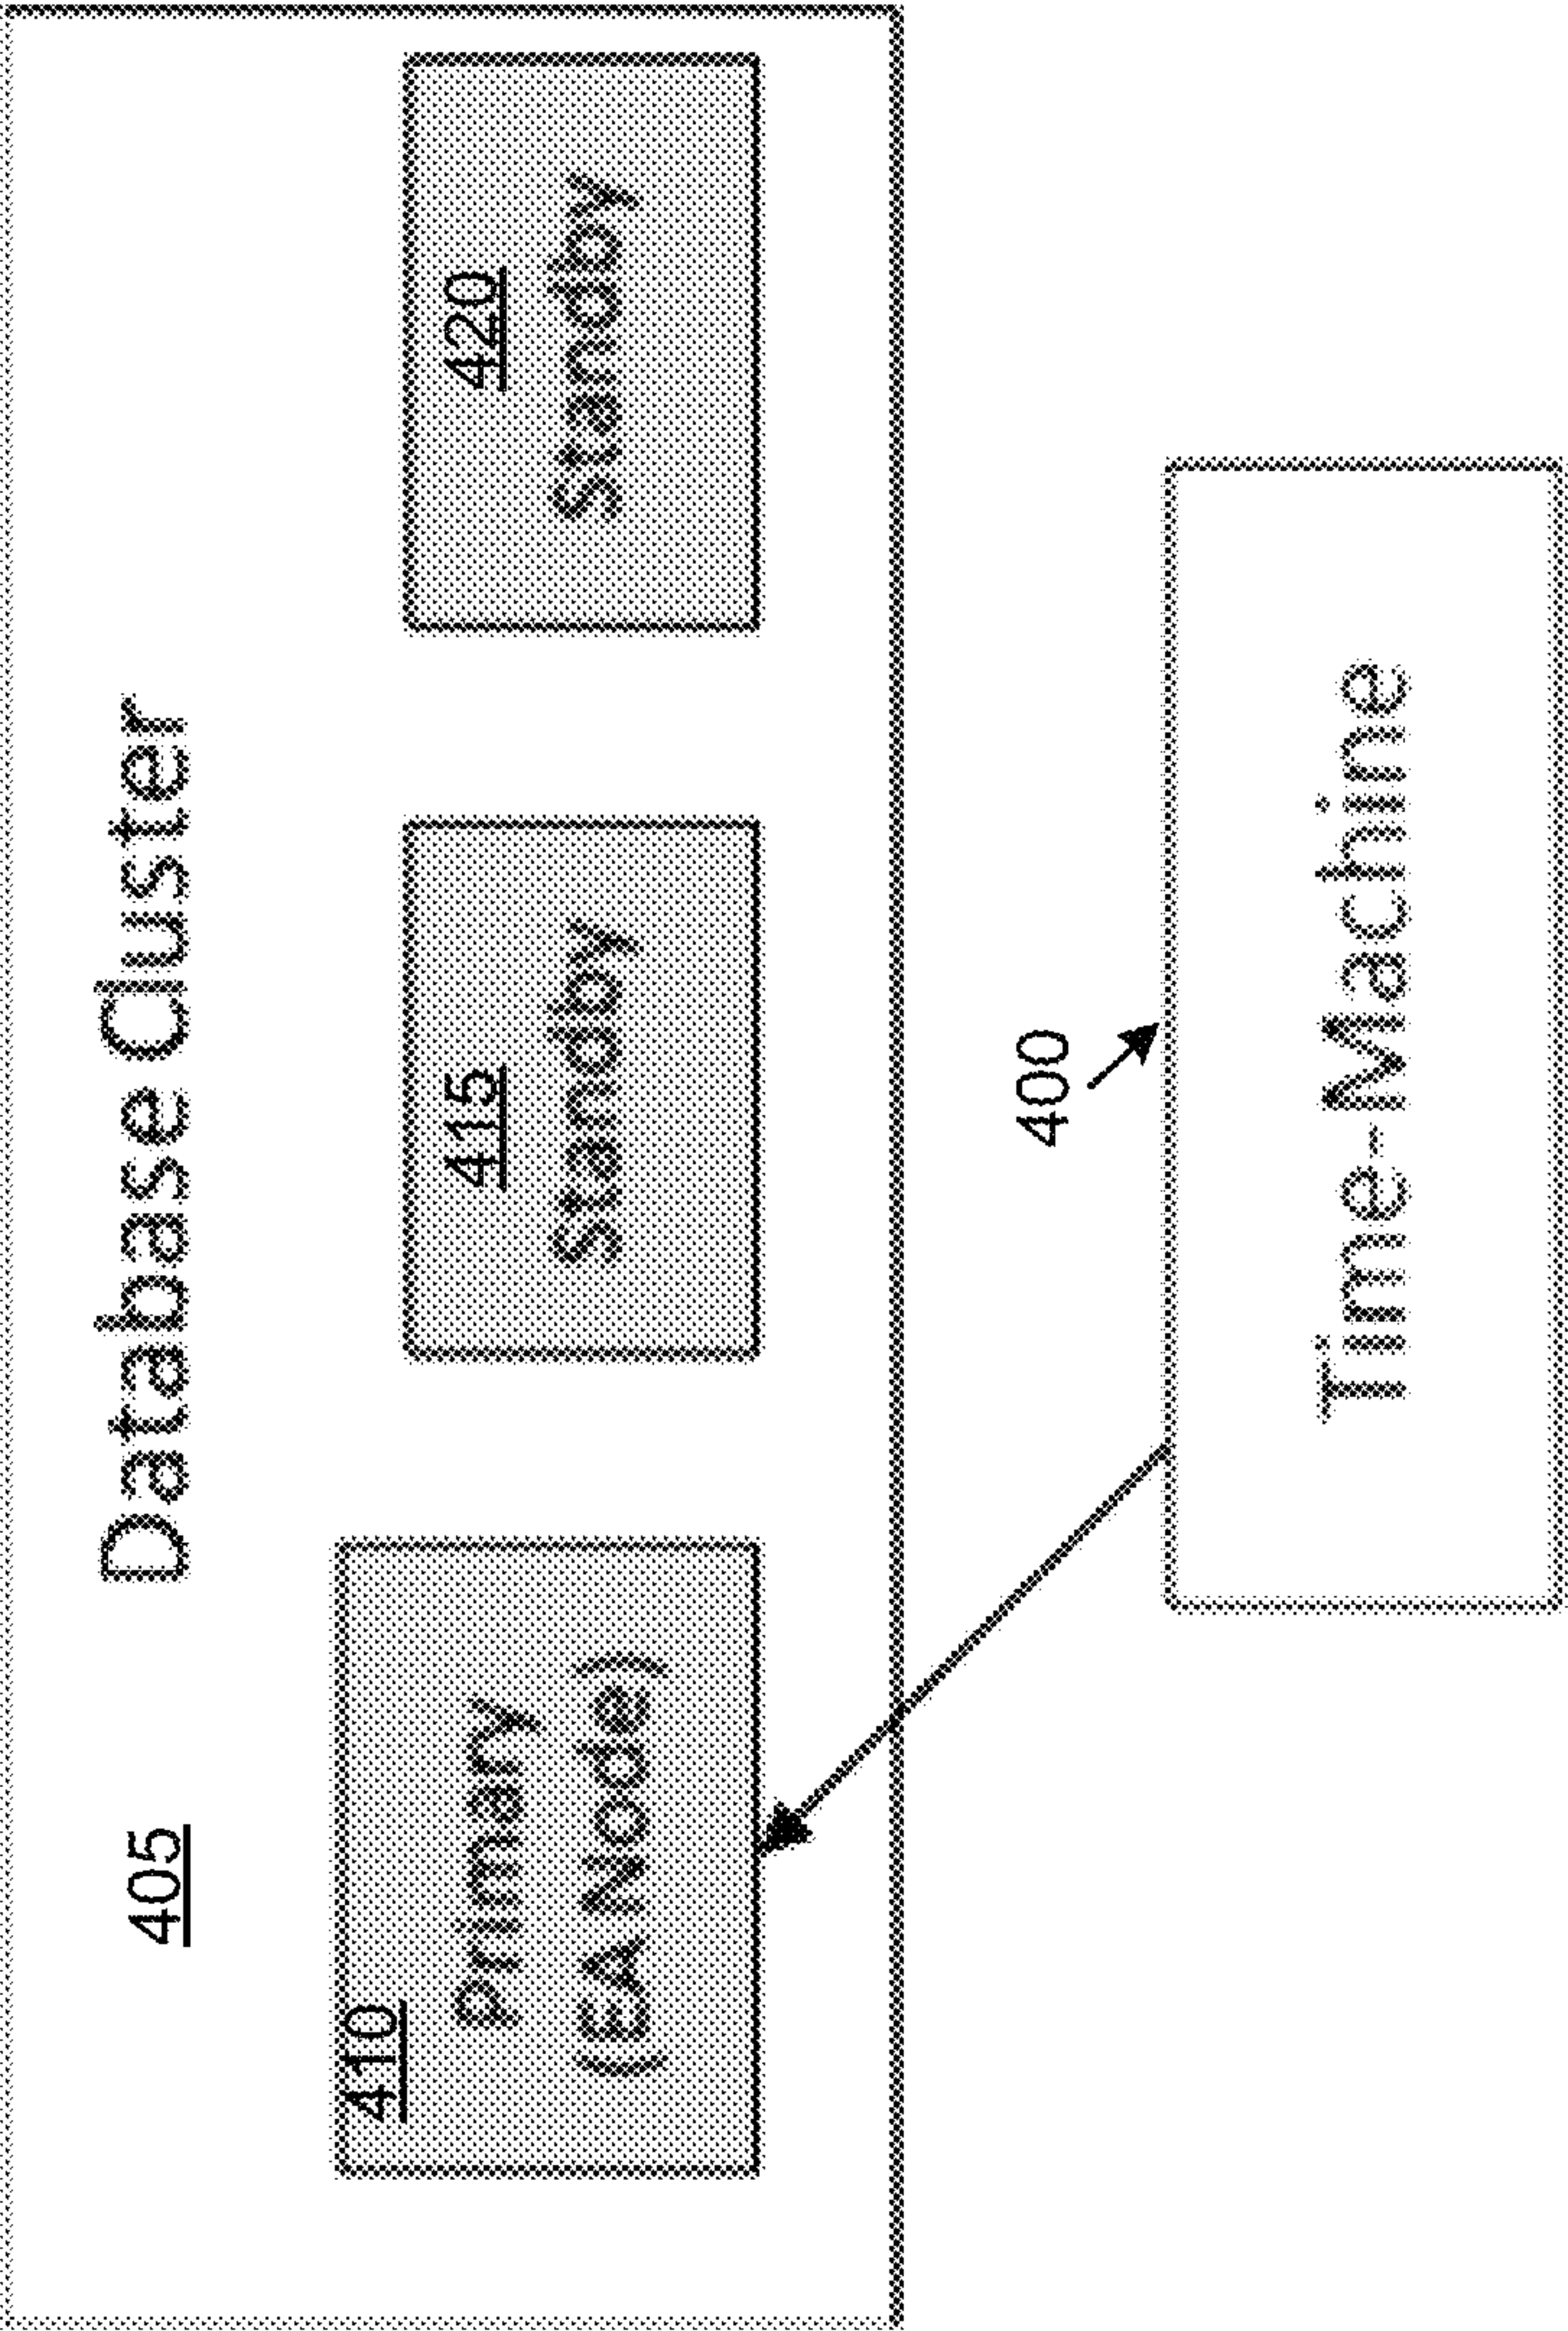 405
Database Cluster
410
Primary
(EA Node)
415
Standby
420
Standby
400
Time-Machine